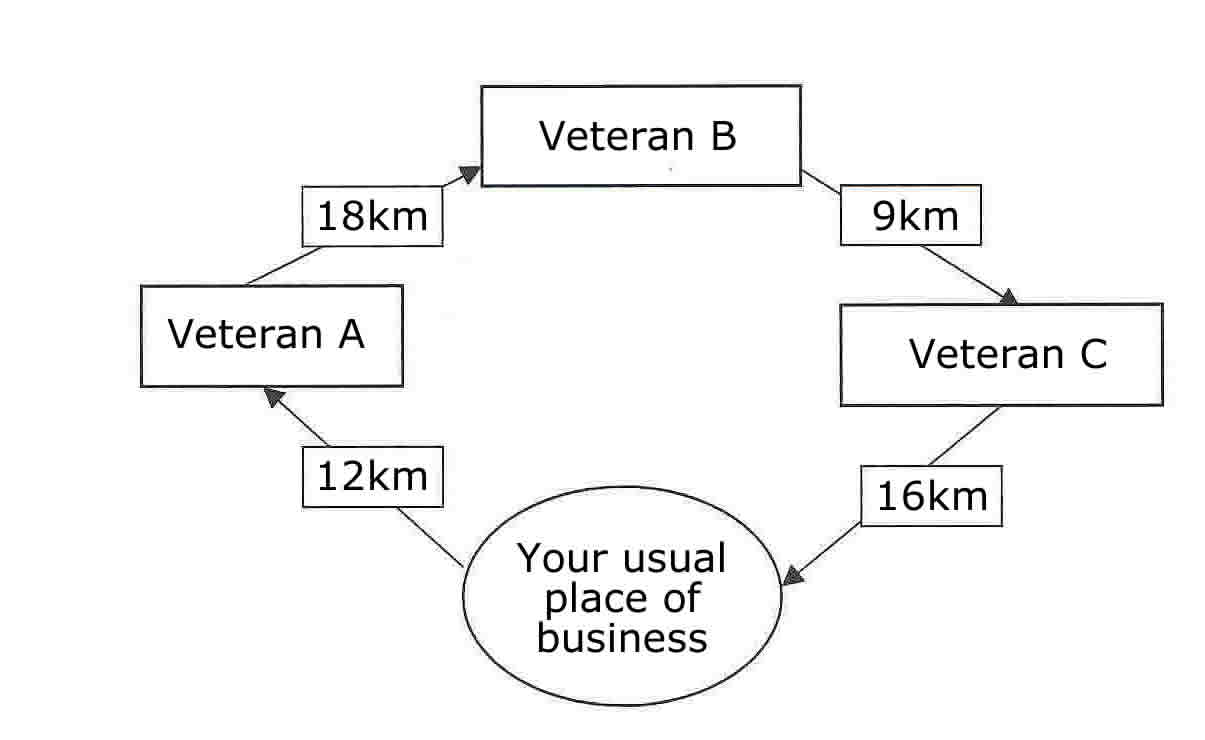 Veteran B
18km
9km
Veteran A
Veteran C
12km
16km
Your usual
place of
business